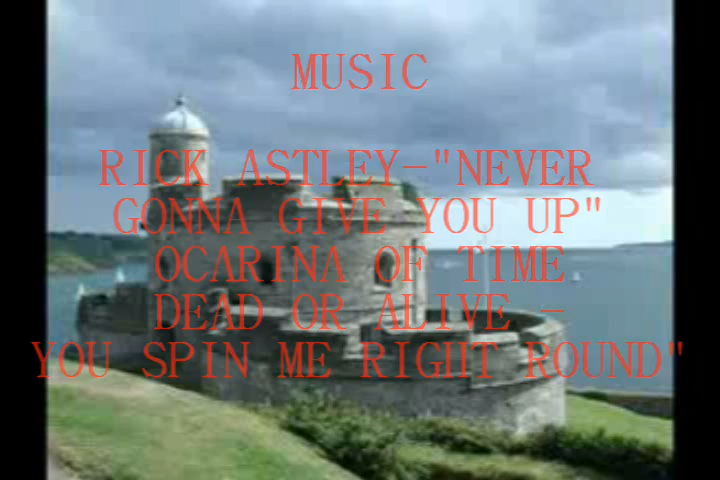 MUSIC
RICK ASTLEY-"NEVER
GONNA GIVE YOU UP"
OCARINA OF TIME
DEAD OR ALIVE -
YOU SPIN ME RIGHT ROUND"